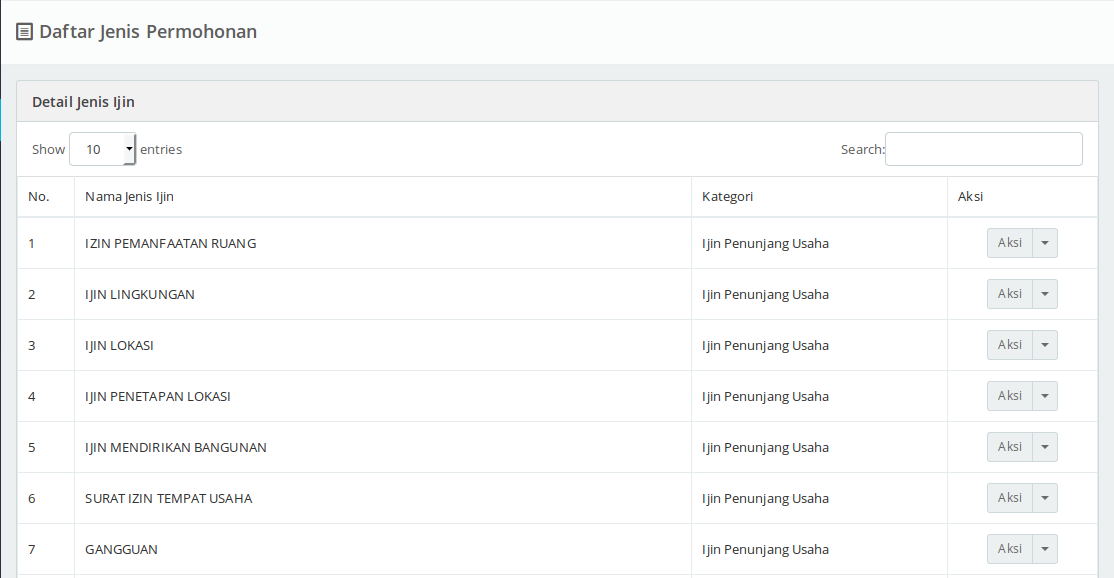 Daftar Jenis Permohonan
Detail Jenis Ijin
Show 10 entries Search:
No. Nama Jenis Ijin Kategori Aksi
1 IZIN PEMANFAATAN RUANG Ijin Penunjang Usaha Aksi
2 IJIN LINGKUNGAN Ijin Penunjang Usaha Aksi
3 IJIN LOKASI Ijin Penunjang Usaha Aksi
4 IJIN PENETAPAN LOKASI Ijin Penunjang Usaha Aksi
5 IJIN MENDIRIKAN BANGUNAN Ijin Penunjang Usaha Aksi
6 SURAT IZIN TEMPAT USAHA Ijin Penunjang Usaha Aksi
7 GANGGUAN Ijin Penunjang Usaha Aksi